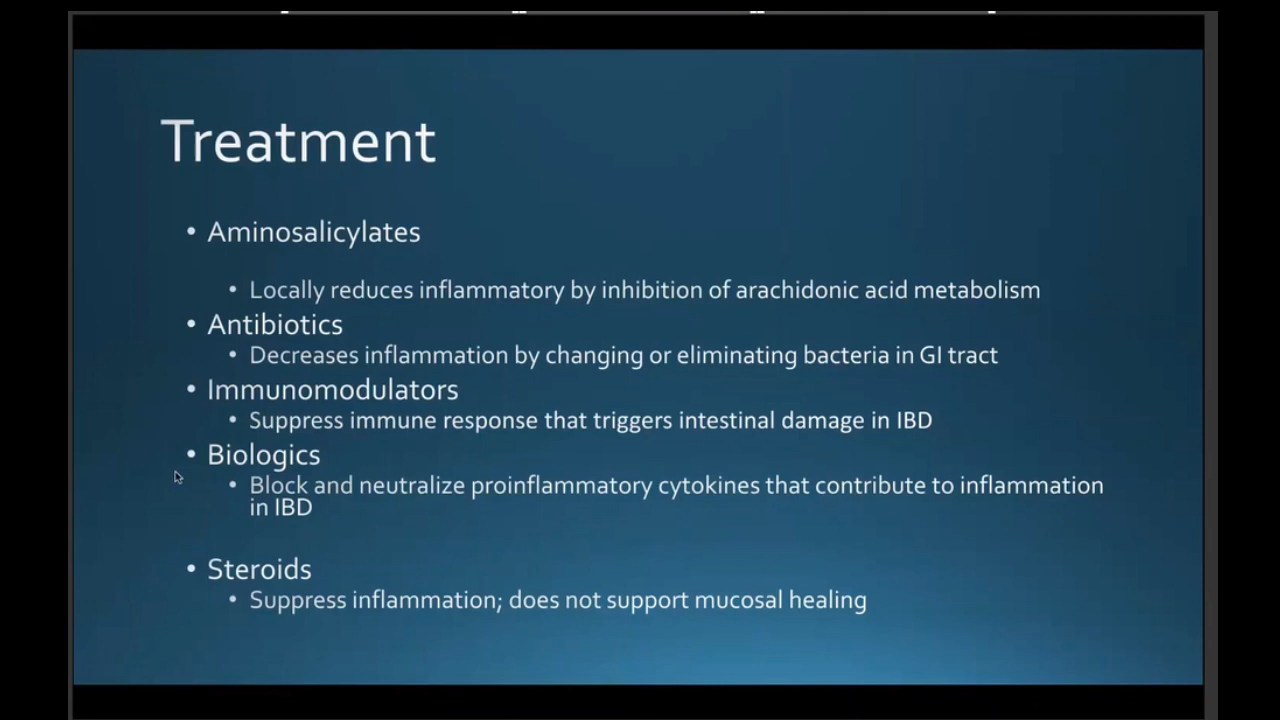 Treatment
• Aminosalicylates
• Locally reduces inflammatory by inhibition of arachidonic acid metabolism
• Antibiotics
• Decreases inflammation by changing or eliminating bacteria in GI tract
• Immunomodulators
• Suppress immune response that triggers intestinal damage in IBD
• Biologics
• Block and neutralize proinflammatory cytokines that contribute to inflammation
in IBD
• Steroids
• Suppress inflammation; does not support mucosal healing